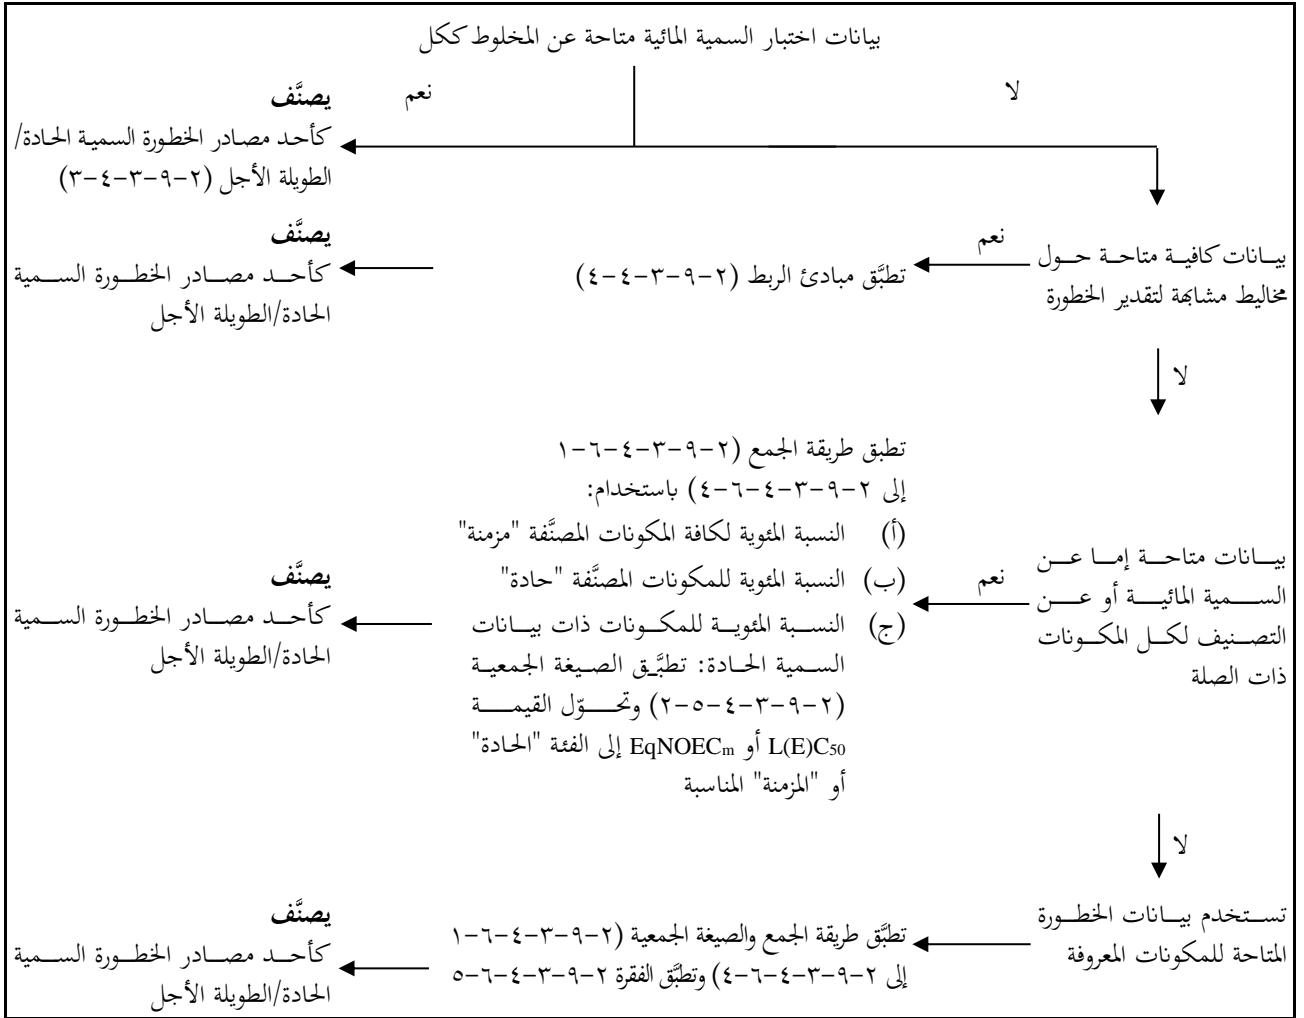 بيانات اختبار السمية المائية متاحة عن المخلوط ككل
لا
نعم
يصنَّف
كأحد مصادر الخطورة السمية الحادة/
الطويلة الأجل (٢-٩-٣-٤-٣)
بيانات كافية متاحة حول
مخاليط مشابهة لتقدير الخطورة
نعم
تطبَّق مبادئ الربط (٢-٩-٣-٤-٤)
يصنَّف
كأحد مصادر الخطورة السمية
الحادة/الطويلة الأجل
لا
بيانات متاحة إما عن
السمية المائية أو عن
التصنيف لكل المكونات
ذات الصلة
نعم
تطبق طريقة الجمع (٢-٩-٣-٤-٦-١
إلى ٢-٩-٣-٤-٦-٤) باستخدام:
(أ) النسبة المئوية لكافة المكونات المصنَّفة "مزمنة"
(ب) النسبة المئوية للمكونات المصنَّفة "حادة"
(ج) النسبة المئوية للمكونات ذات بيانات
السمية الحادة: تطبَّق الصيغة الجمعية
(٢-٩-٣-٤-٥-٢) وتحوّل القيمة
L(E)C50 أو EqNOECm إلى الفئة "الحادة"
أو "المزمنة" المناسبة
يصنَّف
كأحد مصادر الخطورة السمية
الحادة/الطويلة الأجل
لا
تستخدم بيانات الخطورة
المتاحة للمكونات المعروفة
تطبَّق طريقة الجمع والصيغة الجمعية (٢-٩-٣-٤-٦-١
إلى ٢-٩-٣-٤-٦-٤) وتطبَّق الفقرة ٢-٩-٣-٤-٦-٥
يصنَّف
كأحد مصادر الخطورة السمية
الحادة/الطويلة الأجل